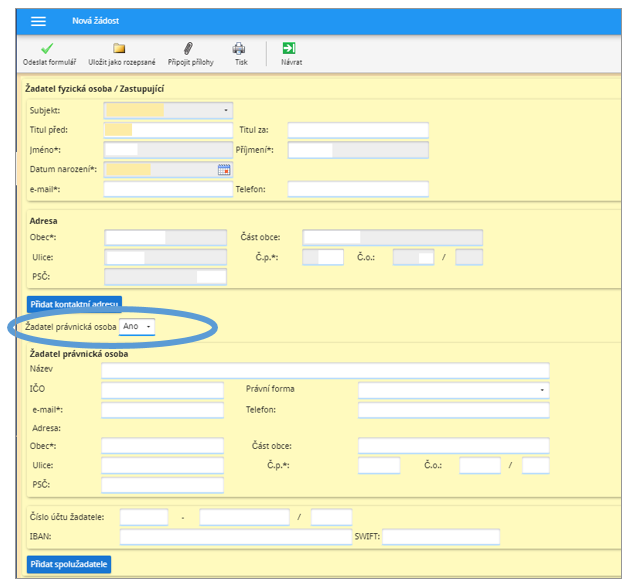 Nová žádost
Odeslat formulář Uložit jako rozepsané Připojit přílohy Tisk Návrat
Žadatel fyzická osoba / Zastupující
Subjekt:
Titul před: Titul za:
Jméno*: Příjmení*:
Datum narození*:
e-mail*: Telefon:
Adresa
Obec*: Část obce:
Ulice: Č.p.*: Č.o.: /
PSČ:
Přidat kontaktní adresu
Žadatel právnická osoba Ano
Žadatel právnická osoba
Název
IČO Právní forma
e-mail*: Telefon:
Adresa:
Obec*: Část obce:
Ulice: Č.p.*: Č.o.: /
PSČ:
Číslo účtu žadatele: - /
IBAN: SWIFT:
Přidat spolužadatele